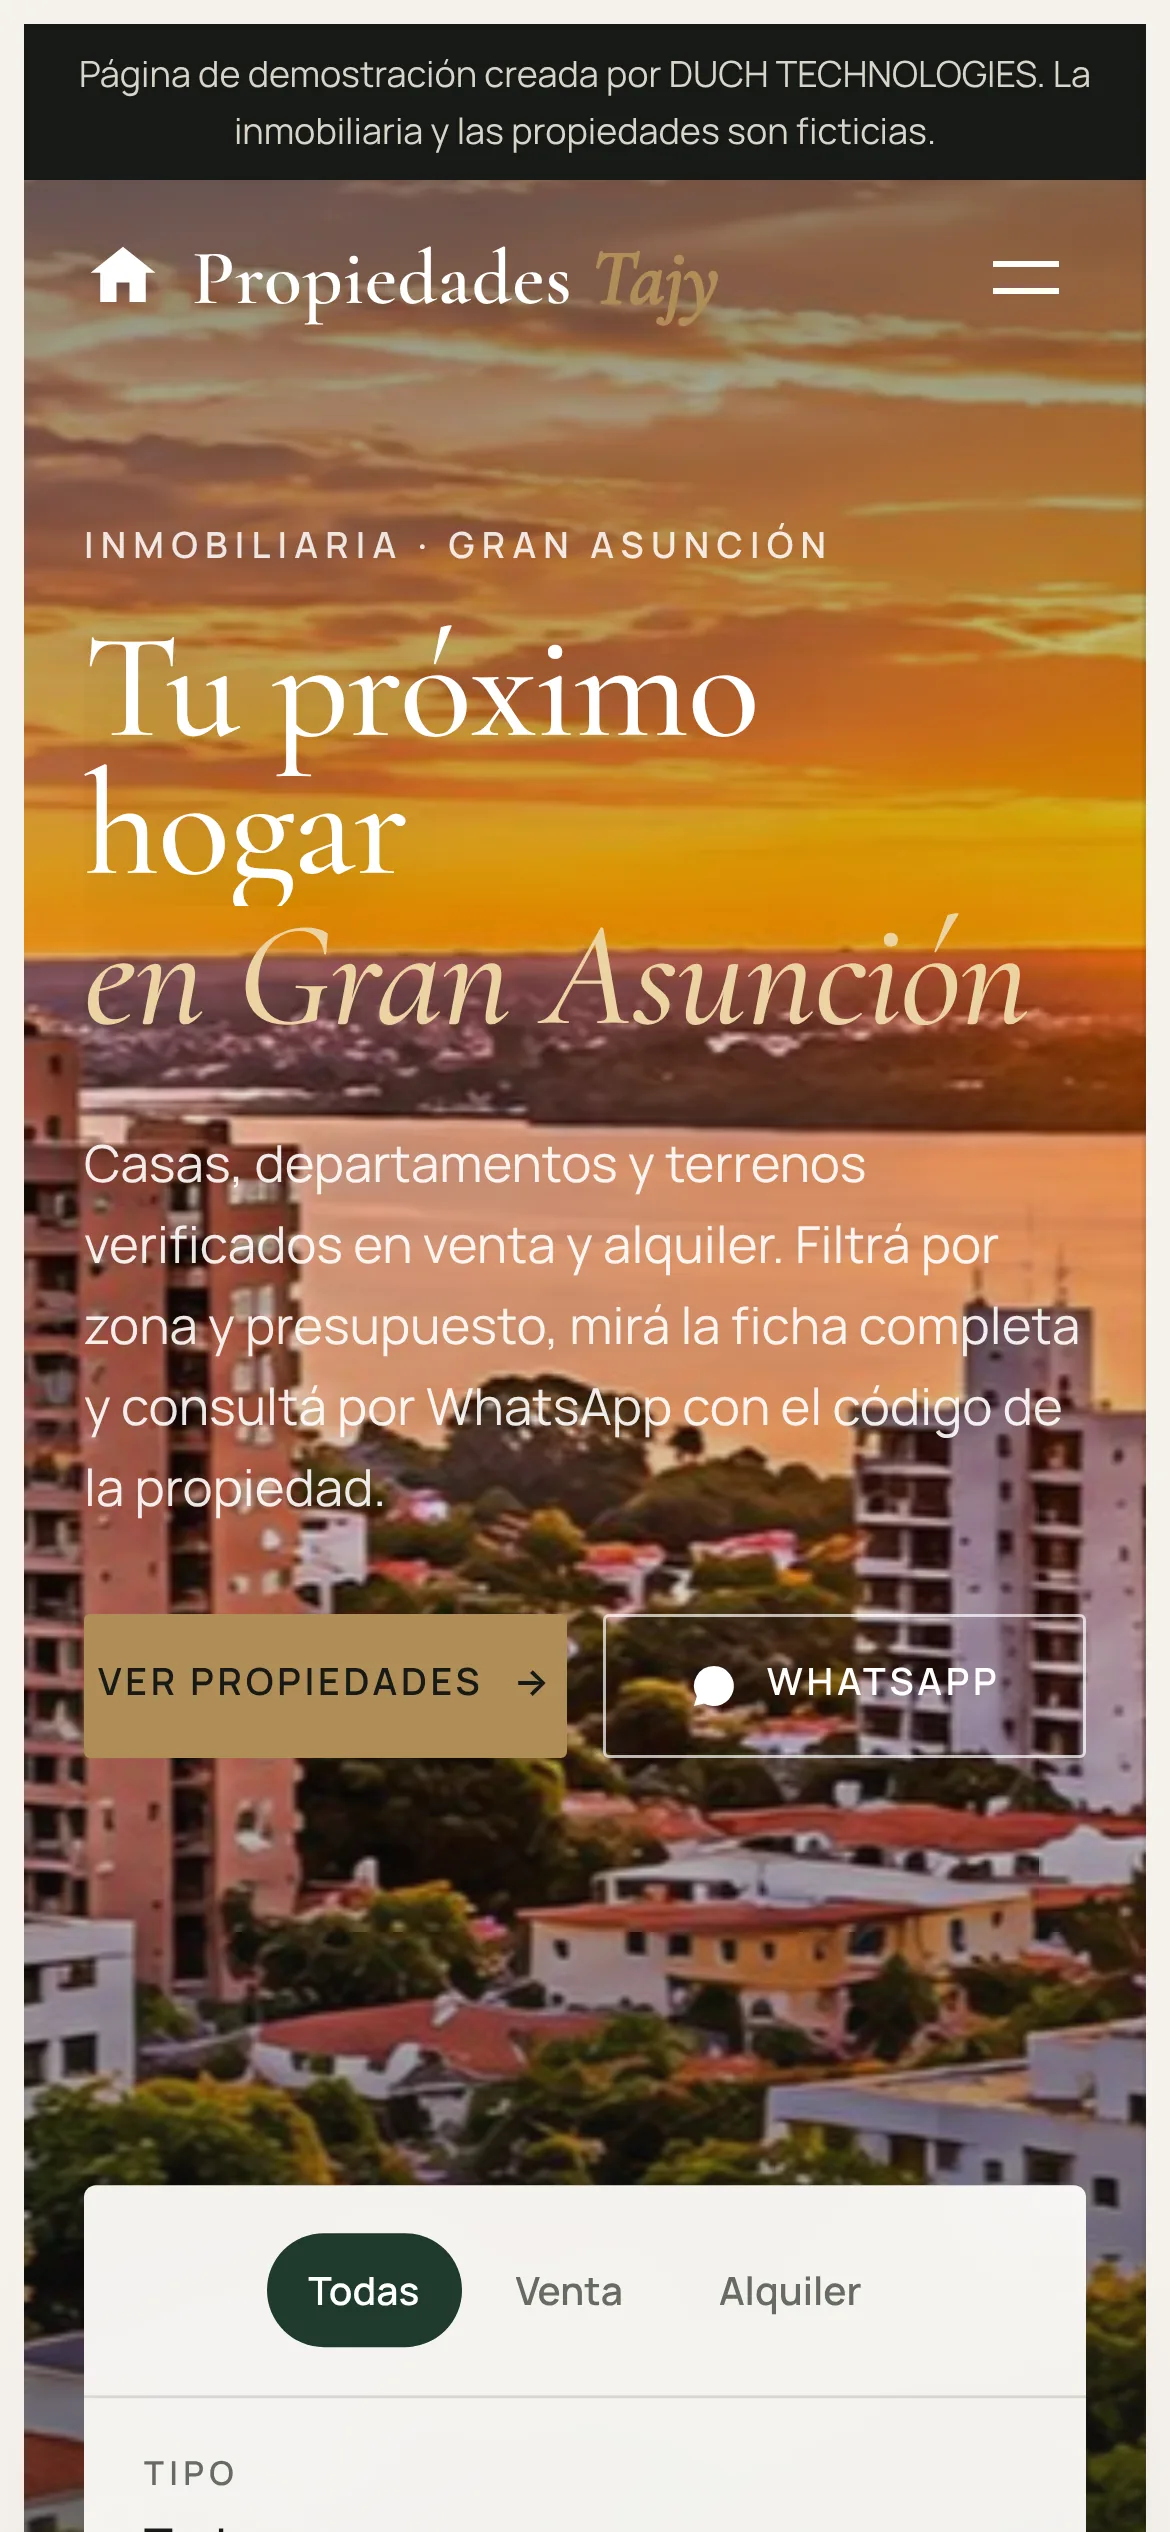 Página de demostración creada por DUCH TECHNOLOGIES. La
inmobiliaria y las propiedades son ficticias.
Propiedades Tajy
INMOBILIARIA · GRAN ASUNCIÓN
Tu próximo
hogar
en Gran Asunción
Casas, departamentos y terrenos
verificados en venta y alquiler. Filtrá por
zona y presupuesto, mirá la ficha completa
y consultá por WhatsApp con el código de
la propiedad.
VER PROPIEDADES →
WHATSAPP
Todas Venta Alquiler
TIPO